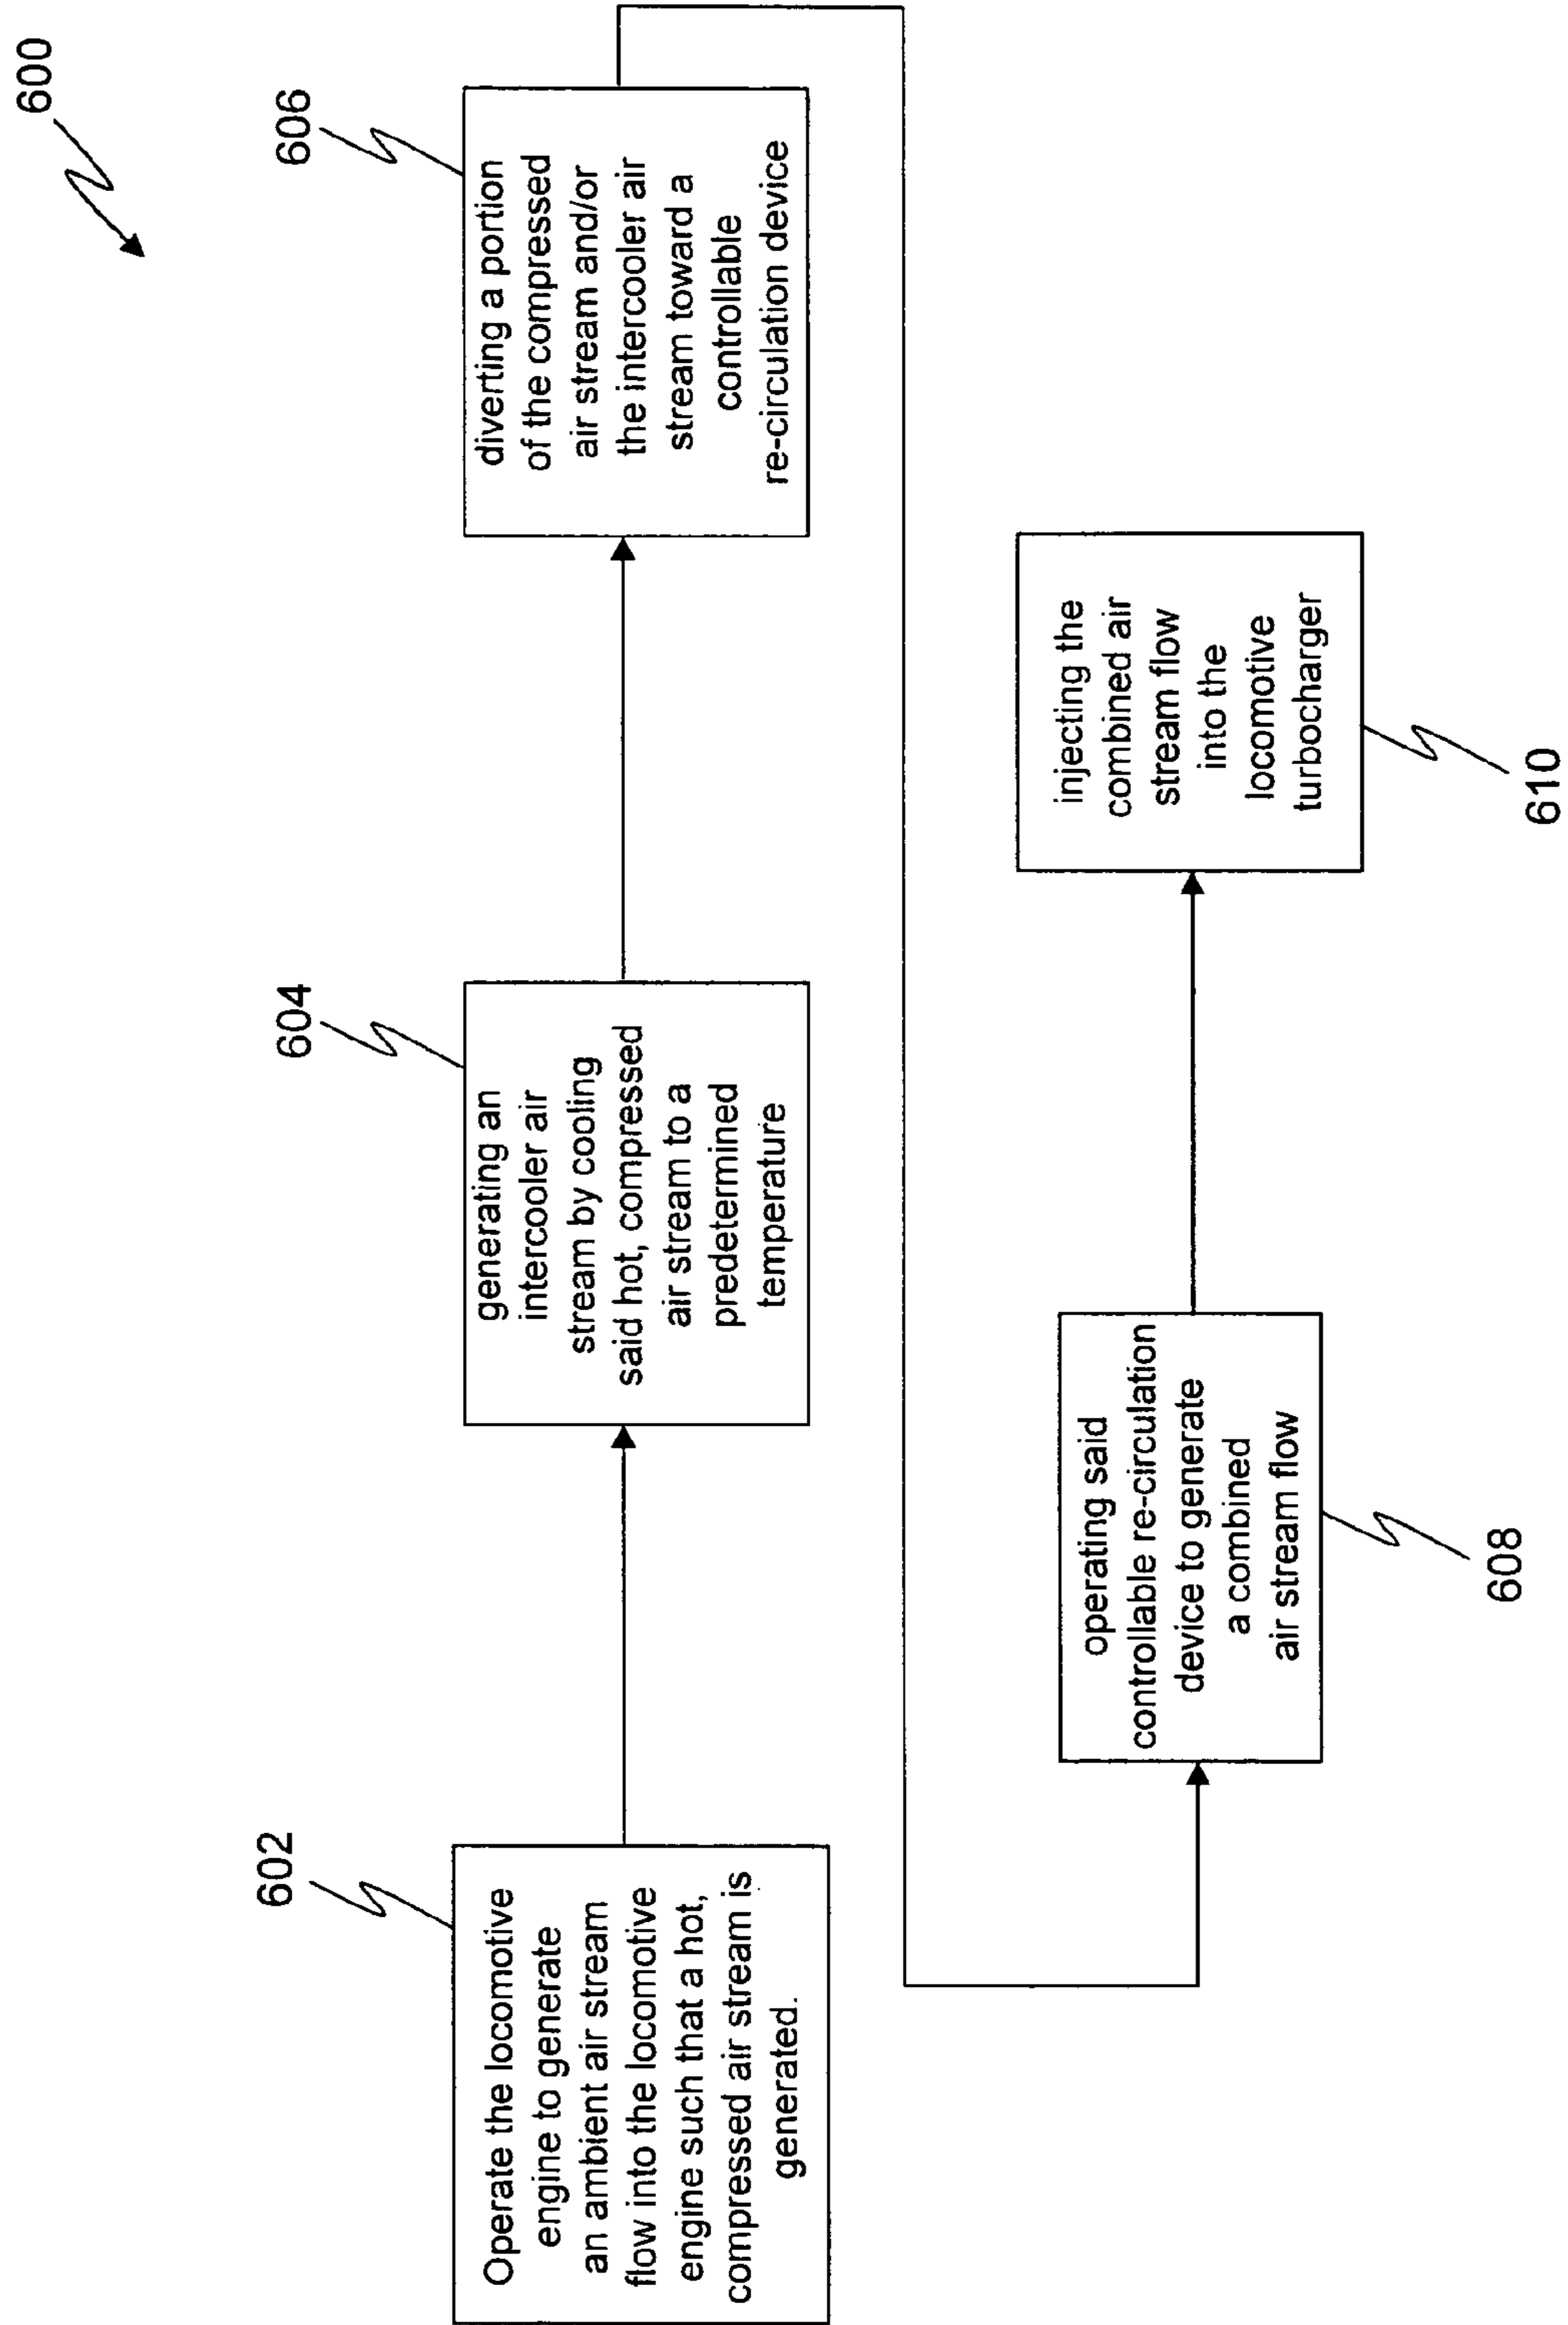 600
602
Operate the locomotive
engine to generate
an ambient air stream
flow into the locomotive
engine such that a hot,
compressed air stream is
generated.
604
generating an
intercooler air
stream by cooling
said hot, compressed
air stream to a
predetermined
temperature
606
diverting a portion
of the compressed
air stream and/or
the intercooler air
stream toward a
controllable
re-circulation device
operating said
controllable re-circulation
device to generate
a combined
air stream flow
608
injecting the
combined air
stream flow
into the
locomotive
turbocharger
610